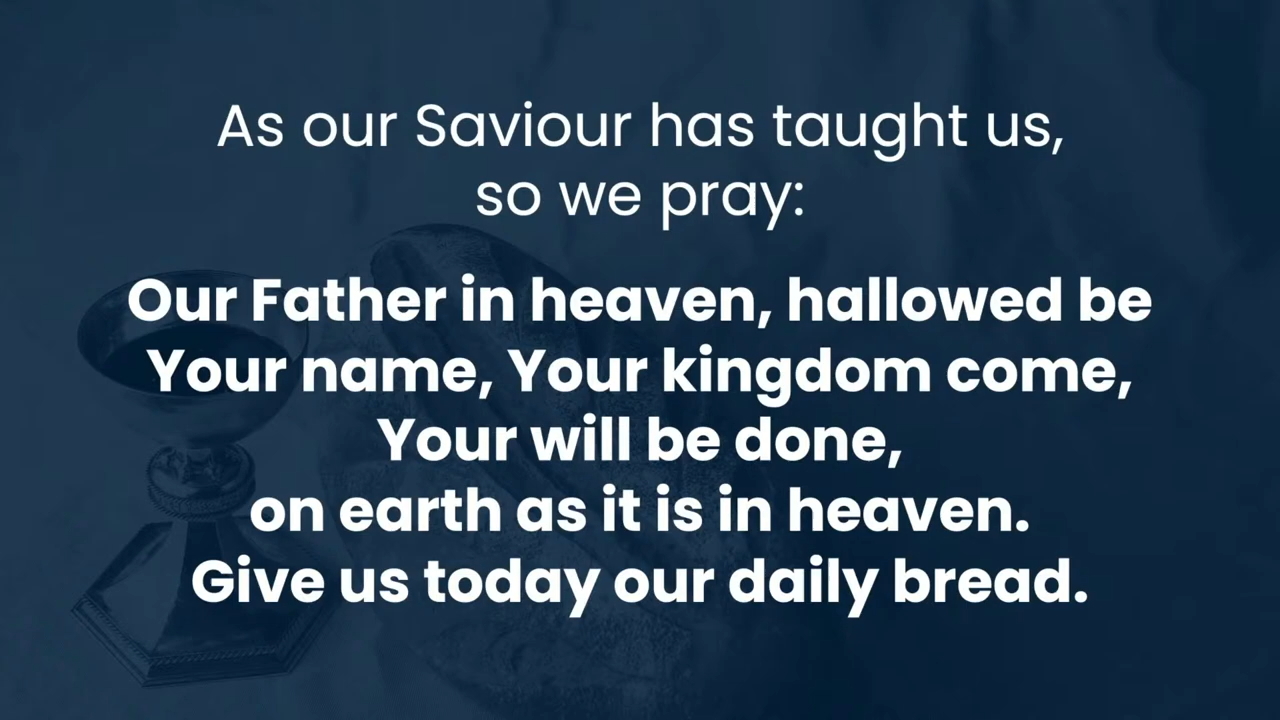 As our Saviour has taught us,
so we pray:
Our Father in heaven, hallowed be
Your name, Your kingdom come,
Your will be done,
on earth as it is in heaven.
Give us today our daily bread.